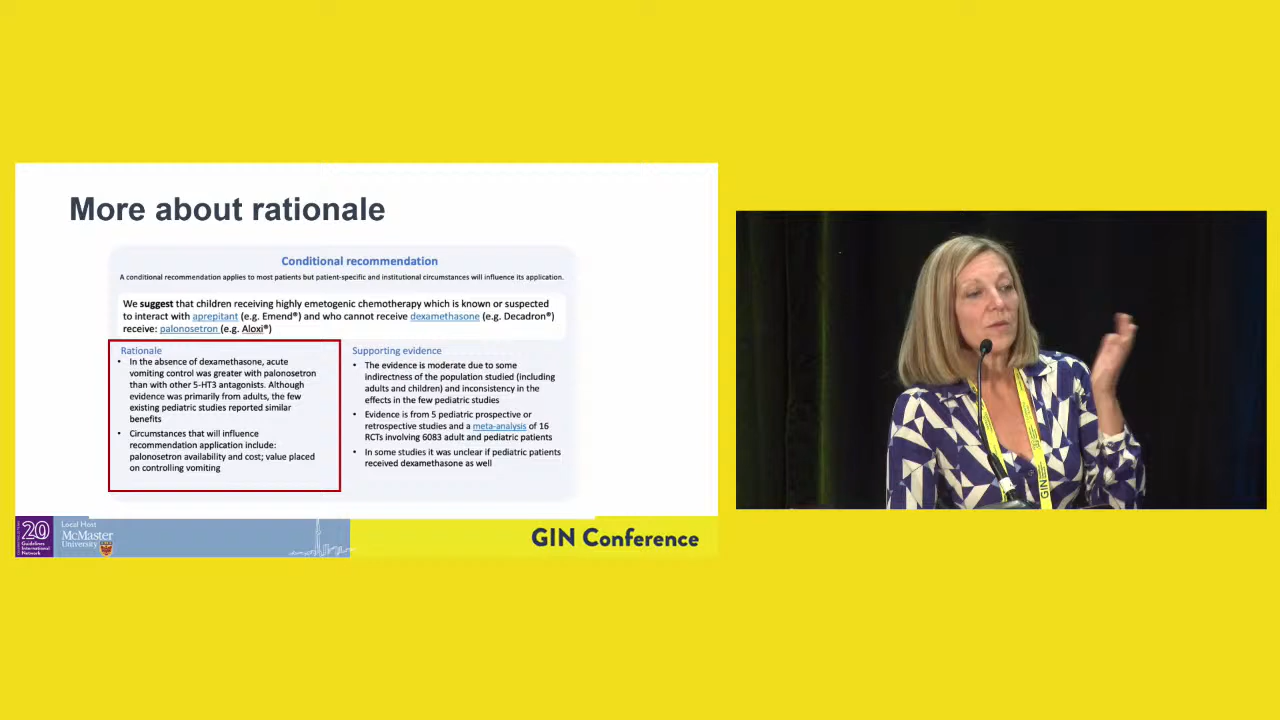 More about rationale
Conditional recommendation
A conditional recommendation applies to most patients but patient-specific and institutional circumstances will influence its application.
We suggest that children receiving highly emetogenic chemotherapy which is known or suspected
to interact with aprepitant (e.g. Emend®) and who cannot receive dexamethasone (e.g. Decadron®)
receive: palonosetron (e.g. Aloxi®)
Rationale
• In the absence of dexamethasone, acute
vomiting control was greater with palonosetron
than with other 5-HT3 antagonists. Although
evidence was primarily from adults, the few
existing pediatric studies reported similar
benefits
• Circumstances that will influence
recommendation application include:
palonosetron availability and cost; value placed
on controlling vomiting
Supporting evidence
• The evidence is moderate due to some
indirectness of the population studied (including
adults and children) and inconsistency in the
effects in the few pediatric studies
• Evidence is from 5 pediatric prospective or
retrospective studies and a meta-analysis of 16
RCTs involving 6083 adult and pediatric patients
• In some studies it was unclear if pediatric patients
received dexamethasone as well
20
Guidelines
International
Network
Local Host
McMaster
University
GIN Conference
GIN